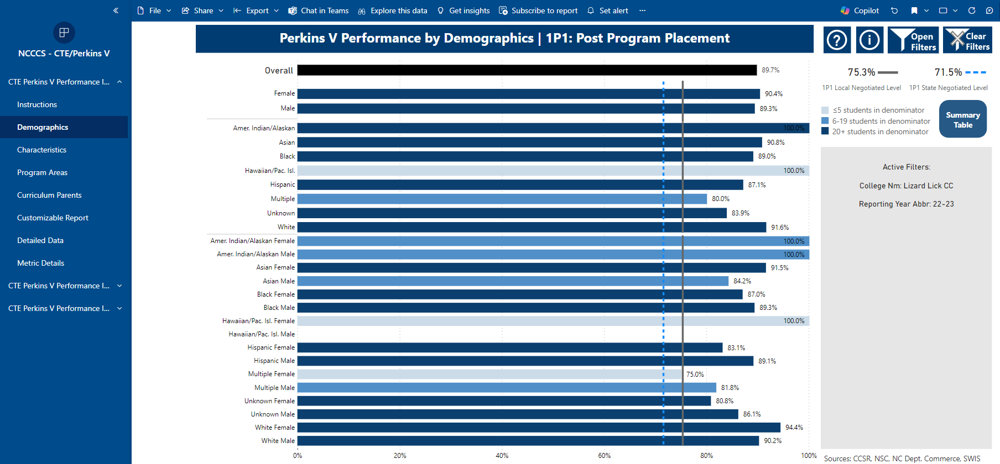 File
Share
Export
Chat in Teams
Explore this data
Get insights
Subscribe to report
Set alert
Copilot
NCCCS - CTE/Perkins V
CTE Perkins V Performance I...
Instructions
Demographics
Characteristics
Program Areas
Curriculum Parents
Customizable Report
Detailed Data
Metric Details
CTE Perkins V Performance I...
CTE Perkins V Performance I...
Perkins V Performance by Demographics | 1P1: Post Program Placement
Open
Filters
Clear
Filters
Overall 89.7%
Female 90.4%
Male 89.3%
Amer. Indian/Alaskan 100.0%
Asian 90.8%
Black 89.0%
Hawaiian/Pac. Isl. 100.0%
Hispanic 87.1%
Multiple 80.0%
Unknown 83.9%
White 91.6%
Amer. Indian/Alaskan Female 100.0%
Amer. Indian/Alaskan Male 100.0%
Asian Female 91.5%
Asian Male 84.2%
Black Female 87.0%
Black Male 89.3%
Hawaiian/Pac. Isl. Female 100.0%
Hawaiian/Pac. Isl. Male
Hispanic Female 83.1%
Hispanic Male 89.1%
Multiple Female 75.0%
Multiple Male 81.8%
Unknown Female 80.8%
Unknown Male 86.1%
White Female 94.4%
White Male 90.2%
0% 20% 40% 60% 80% 100%
75.3% 71.5%
1P1 Local Negotiated Level 1P1 State Negotiated Level
≤5 students in denominator
6-19 students in denominator
20+ students in denominator
Summary
Table
Active Filters:
College Nm: Lizard Lick CC
Reporting Year Abbr: 22-23
Sources: CCSR, NSC, NC Dept. Commerce, SWIS